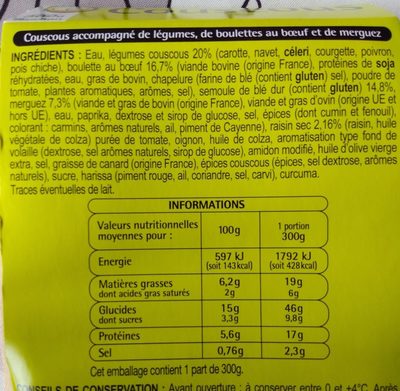 Couscous accompagné de légumes, de boulettes au bœuf et de merguez
INGRÉDIENTS : Eau, légumes couscous 20% (carotte, navet, céleri, courgette, poivron,
pois chiche), boulette au bœuf 16,7% (viande bovine (origine France), protéines de soja
réhydratées, eau, gras de bovin, chapelure (farine de blé (contient gluten) sel), poudre de
tomate, plantes aromatiques, arômes, sel), semoule de blé dur (contient gluten) 14,8%,
merguez 7,3% (viande et gras de bovin (origine France), viande et gras d'ovin (origine UE et
hors UE), eau, paprika, dextrose et sirop de glucose, sel, épices (dont cumin et fenouil),
colorant : carmins, arômes naturels, ail, piment de Cayenne), raisin sec 2,16% (raisin, huile
végétale de colza) purée de tomate, oignon, huile de colza, aromatisation type fond de
volaille (dextrose, sel arômes naturels, sirop de glucose), amidon modifié, huile d'olive vierge
extra, sel, graisse de canard (origine France), épices couscous (épices, sel dextrose, arômes
naturels), sucre, harissa (piment rouge, ail, coriandre, sel, carvi), curcuma.
Traces éventuelles de lait.
INFORMATIONS
Valeurs nutritionnelles 100g 1 portion
moyennes pour : 300g
Energie 597 kJ 1792 kJ
(soit 143kcal) (soit 428kcal)
Matières grasses 6,2g 19g
dont acides gras saturés 2g 6g
Glucides 15g 46g
dont sucres 3,3g 9,8g
Protéines 5,6g 17g
Sel 0,76g 2,3g
Cet emballage contient 1 part de 300g.
CONSEILS DE CONSERVATION : Avant ouverture : à conserver entre 0 et +4°C. Après